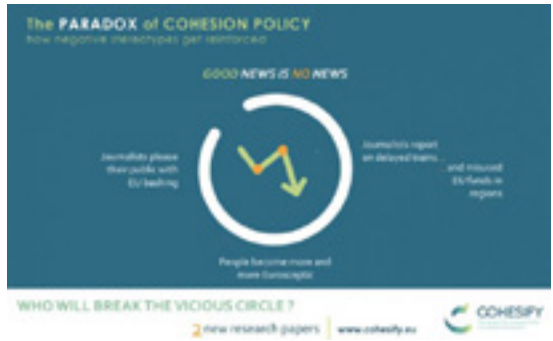 The PARADOX of COHESION POLICY
how negative stereotypes get reinforced
GOOD NEWS IS NO NEWS
Journalists please
their public with
EU bashing
Journalists report
on delayed
and misused
EU funds in
regions
People become more and
more Eurosceptic
WHO WILL BREAK THE VICIOUS CIRCLE ?
2 new research papers
www.cohesify.eu
COHESIFY